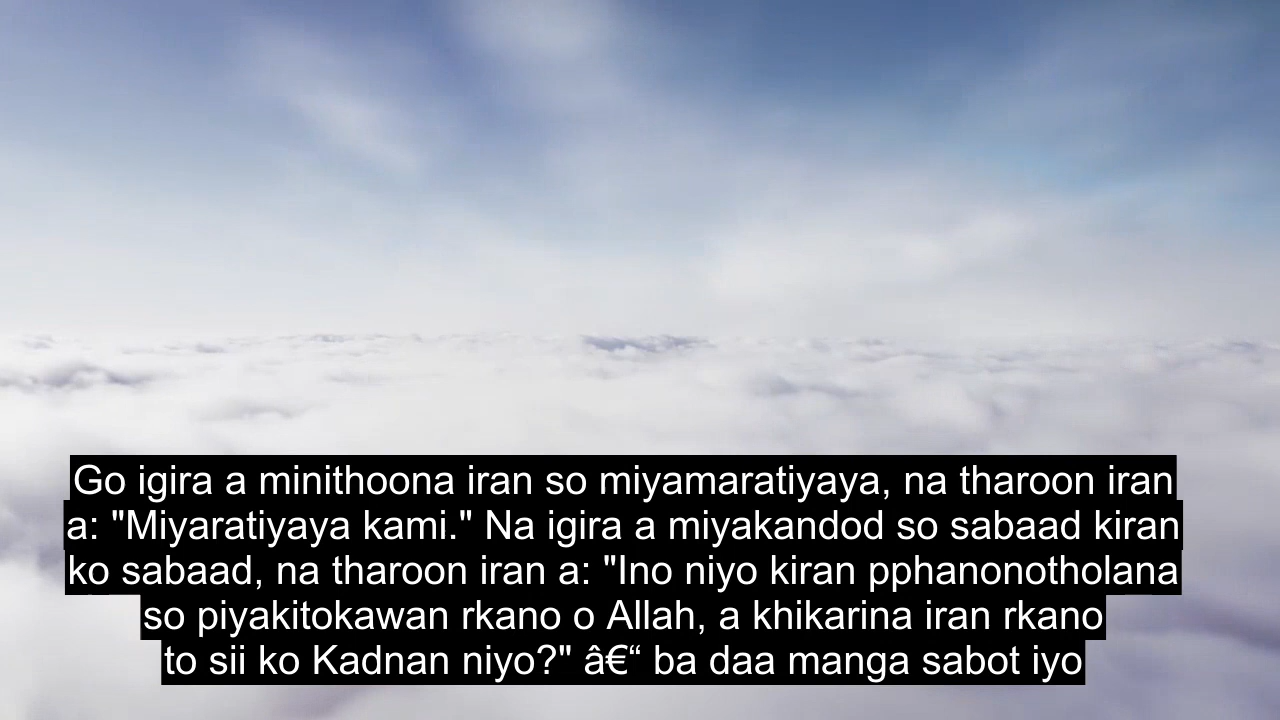 Go igira a minithoona iran so miyamaratiyaya, na tharoon iran
a: "Miyaratiyaya kami." Na igira a miyakandod so sabaad kiran
ko sabaad, na tharoon iran a: "Ino niyo kiran pphanonotholana
so piyakitokawan rkano o Allah, a khikarina iran rkano
to sii ko Kadnan niyo?" â€“ ba daa manga sabot iyo